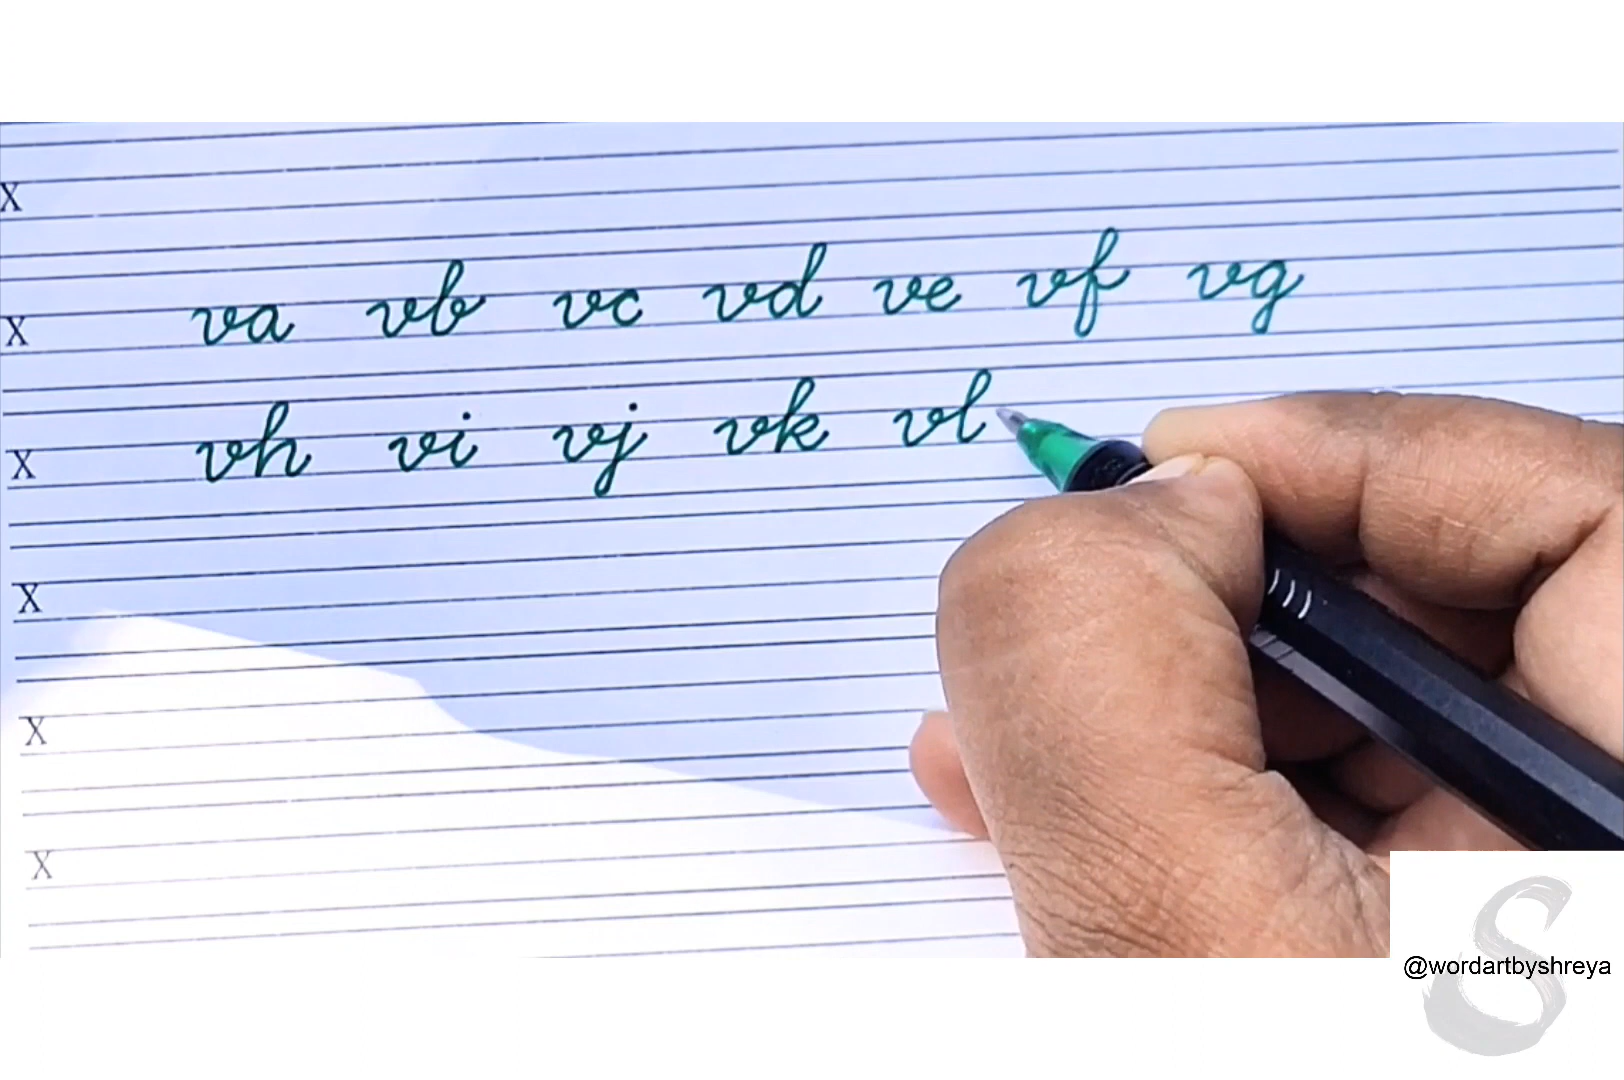 X
X va vb vc vd ve vf vg
X vh vi vj vk vl
X
X
X
@wordartbyshreya